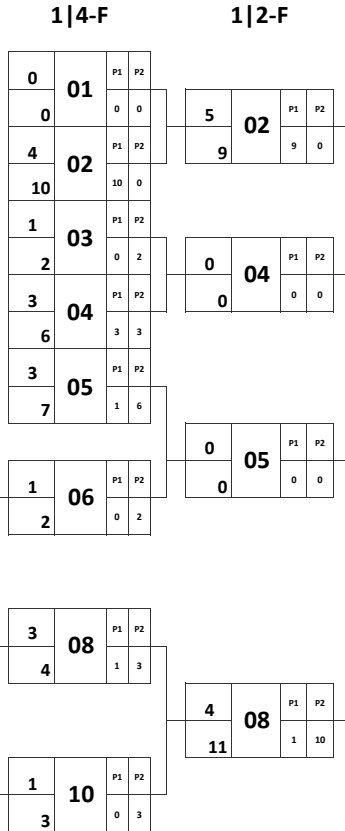 1|4-F 1|2-F
0 01 P1 P2
0 0 0
4 02 P1 P2
10 10 0
1 03 P1 P2
2 0 2
3 04 P1 P2
6 3 3
3 05 P1 P2
7 1 6
1 06 P1 P2
2 0 2
3 08 P1 P2
4 1 3
1 10 P1 P2
3 0 3
5 02 P1 P2
9 9 0
0 04 P1 P2
0 0 0
0 05 P1 P2
0 0 0
4 08 P1 P2
11 1 10